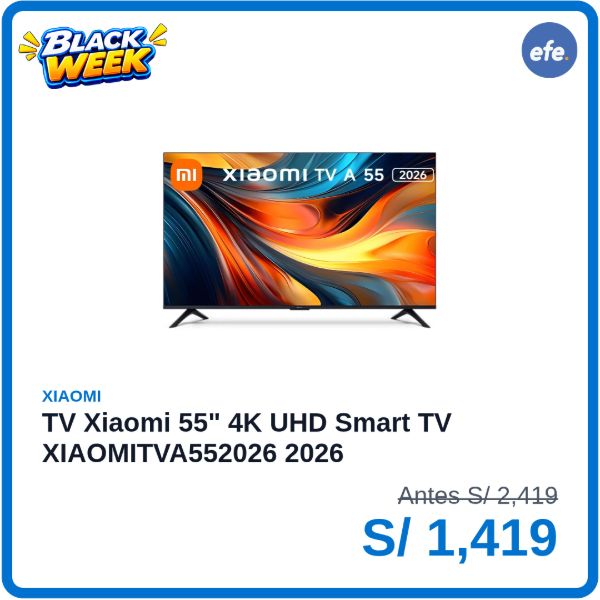 BLACK
WEEK
efe.
mi
xiaomi TV A 55 2026
XIAOMI
TV Xiaomi 55" 4K UHD Smart TV
XIAOMITVA552026 2026
Antes S/ 2,419
S/ 1,419